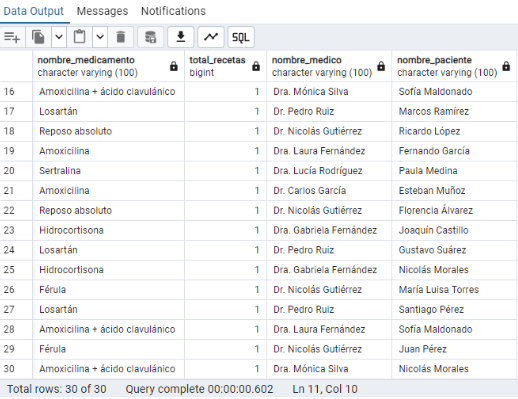 Data Output Messages Notifications
SQL
nombre_medicamento total_recetas nombre_medico nombre_paciente
character varying (100) bigint character varying (100) character varying (100)
16 Amoxicilina + ácido clavulánico 1 Dra. Mónica Silva Sofía Maldonado
17 Losartán 1 Dr. Pedro Ruiz Marcos Ramírez
18 Reposo absoluto 1 Dr. Nicolás Gutiérrez Ricardo López
19 Amoxicilina 1 Dra. Laura Fernández Fernando García
20 Sertralina 1 Dra. Lucía Rodríguez Paula Medina
21 Amoxicilina 1 Dr. Carlos García Esteban Muñoz
22 Reposo absoluto 1 Dr. Nicolás Gutiérrez Florencia Álvarez
23 Hidrocortisona 1 Dra. Gabriela Fernández Joaquín Castillo
24 Losartán 1 Dr. Pedro Ruiz Gustavo Suárez
25 Hidrocortisona 1 Dra. Gabriela Fernández Nicolás Morales
26 Férula 1 Dr. Nicolás Gutiérrez María Luisa Torres
27 Losartán 1 Dr. Pedro Ruiz Santiago Pérez
28 Amoxicilina + ácido clavulánico 1 Dra. Laura Fernández Sofía Maldonado
29 Férula 1 Dr. Nicolás Gutiérrez Juan Pérez
30 Amoxicilina + ácido clavulánico 1 Dra. Mónica Silva Nicolás Morales
Total rows: 30 of 30 Query complete 00:00:00.602 Ln 11, Col 10